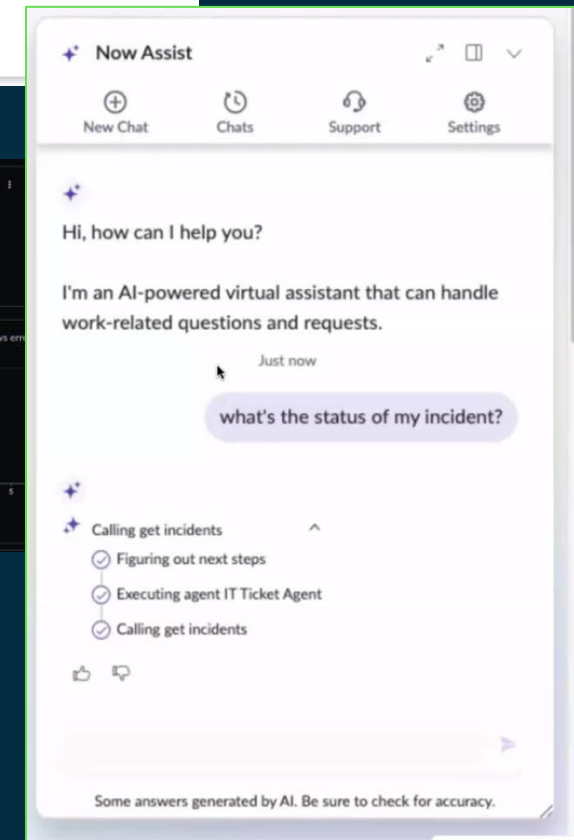 Now Assist
New Chat
Chats
Support
Settings
Hi, how can I help you?
I'm an AI-powered virtual assistant that can handle
work-related questions and requests.
Just now
what's the status of my incident?
Calling get incidents
Figuring out next steps
Executing agent IT Ticket Agent
Calling get incidents
Some answers generated by AI. Be sure to check for accuracy.
5